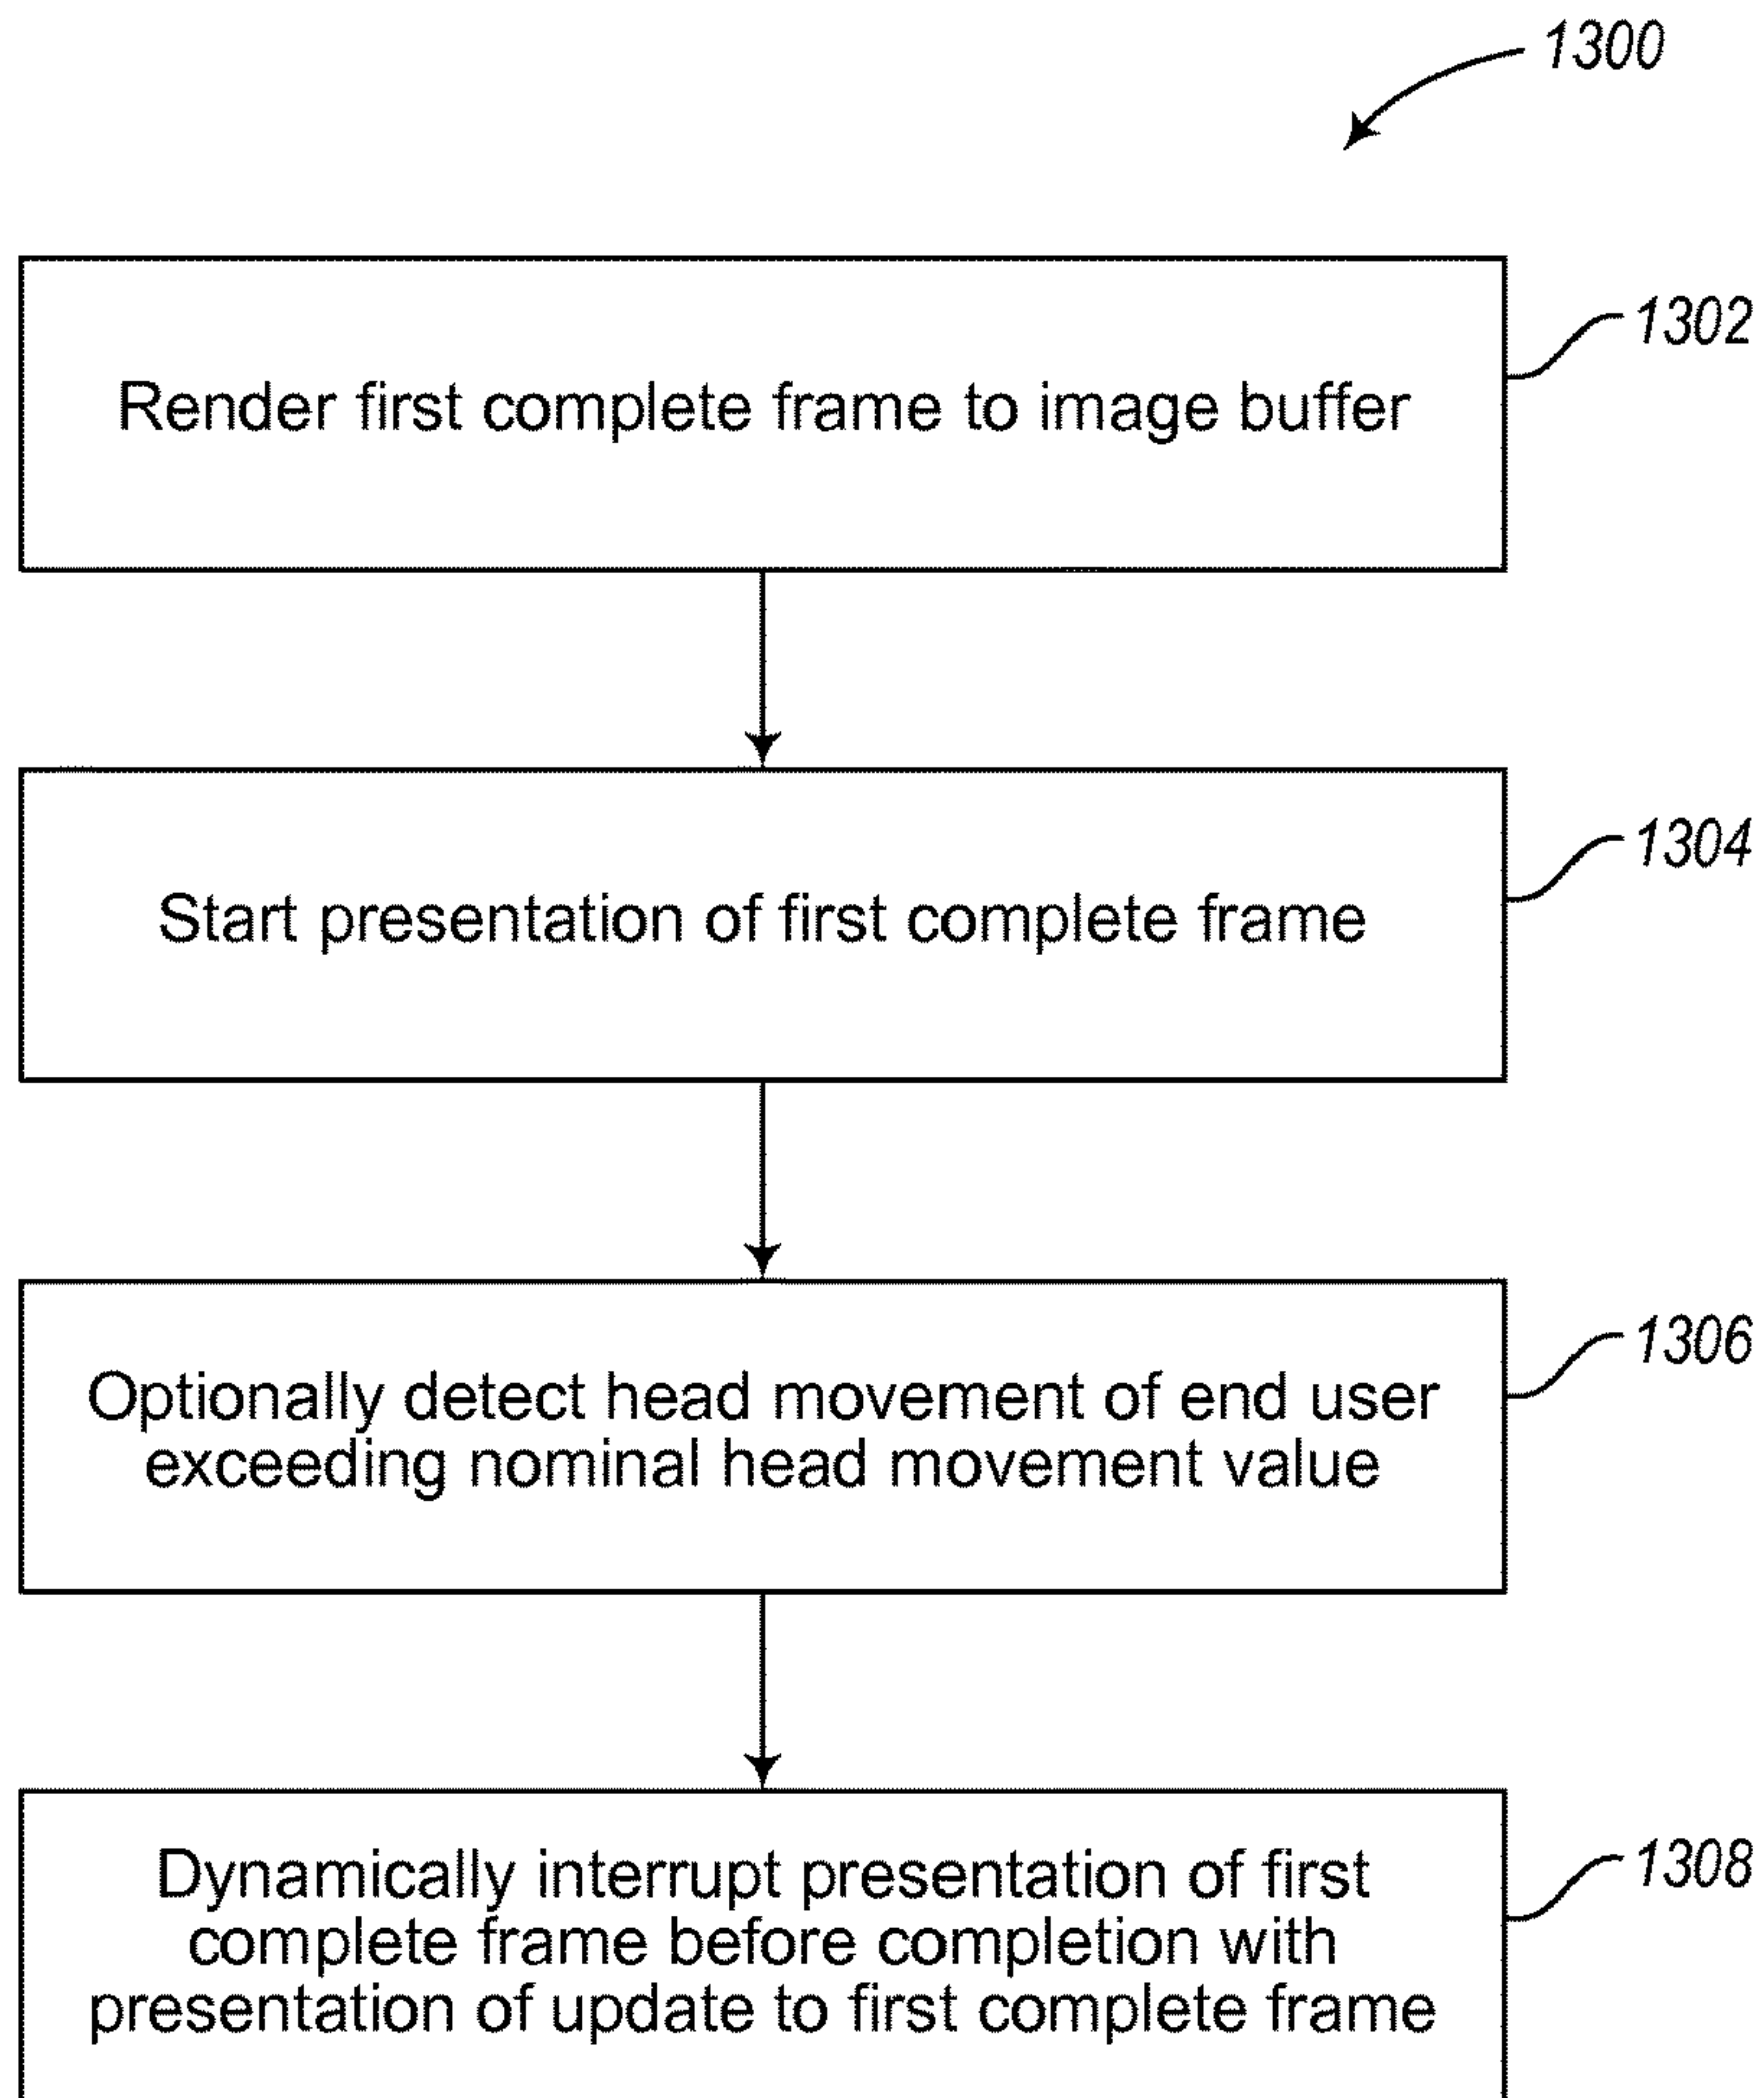 1300
Render first complete frame to image buffer
1302
Start presentation of first complete frame
1304
Optionally detect head movement of end user
exceeding nominal head movement value
1306
Dynamically interrupt presentation of first
complete frame before completion with
presentation of update to first complete frame
1308